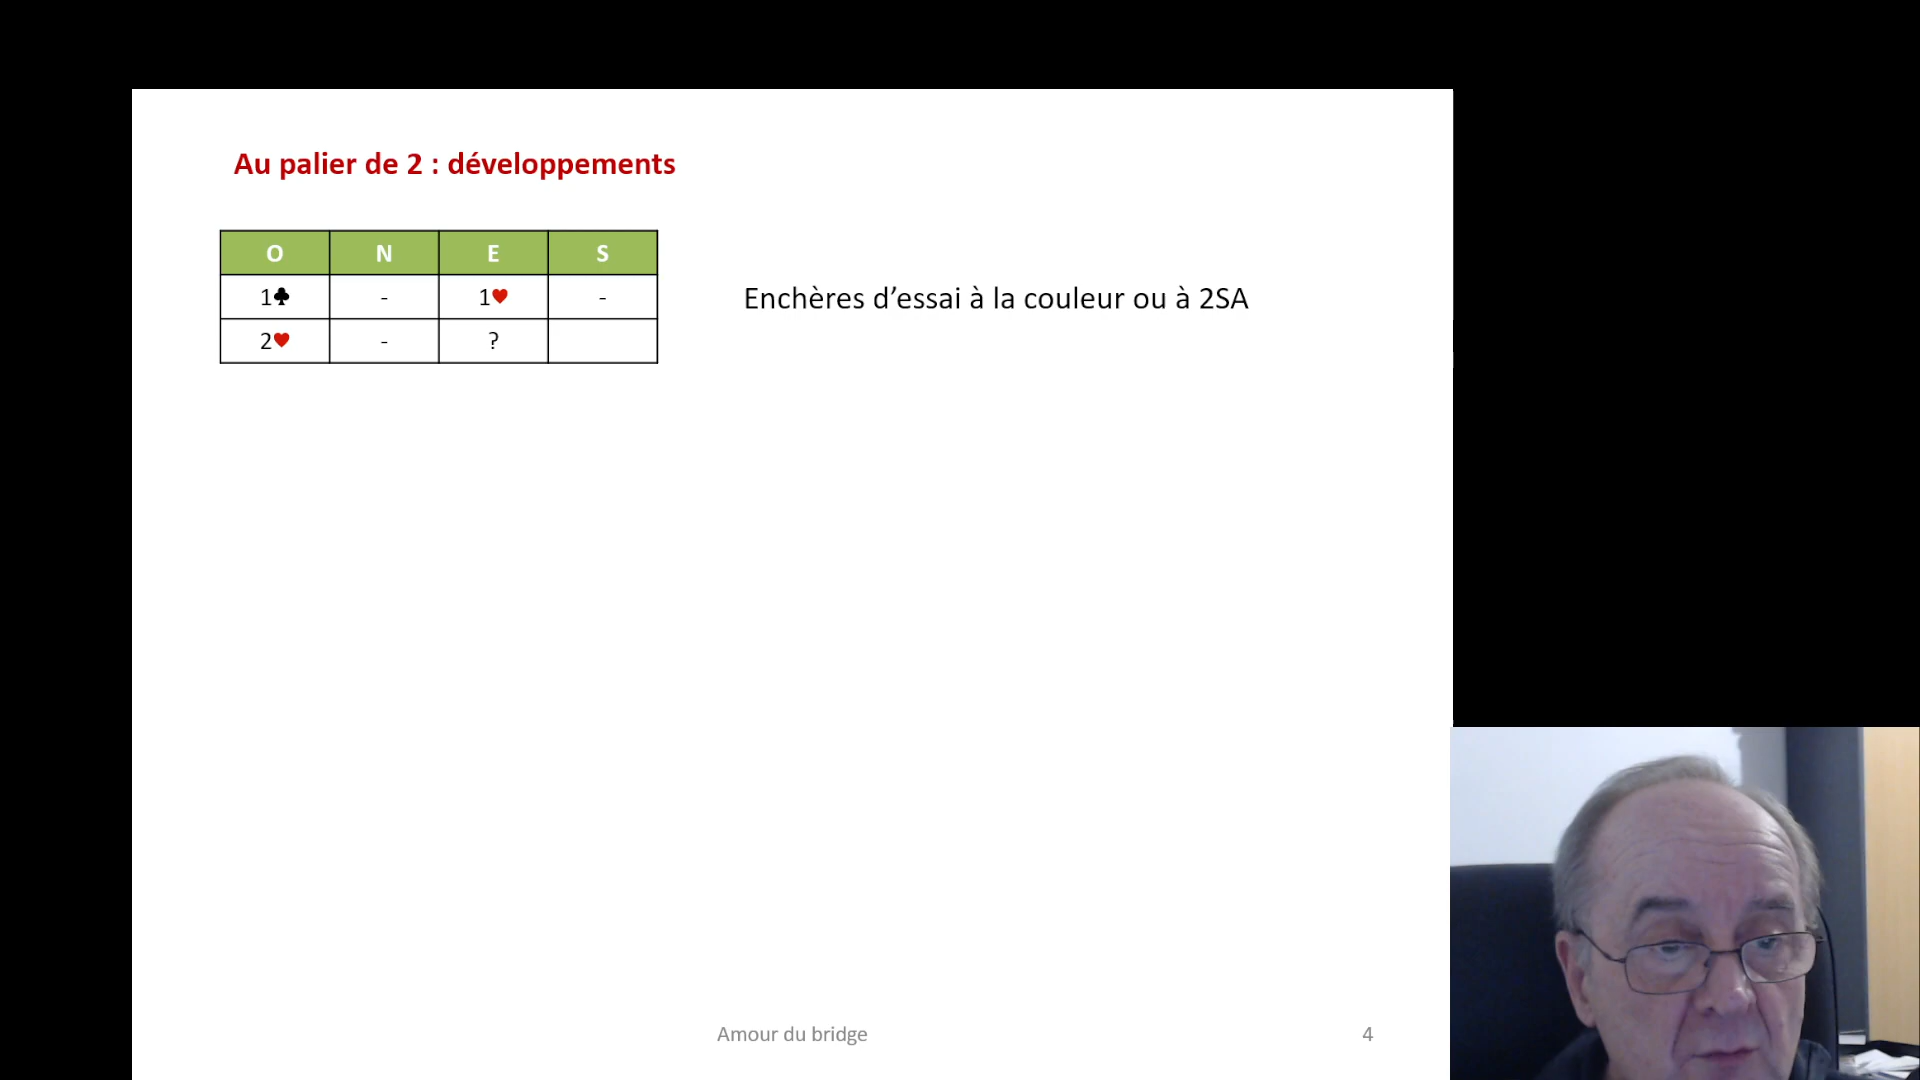 Au palier de 2 : développements
O N E S
1♣ - 1♥ -
2♥ - ?
Enchères d’essai à la couleur ou à 2SA
Amour du bridge
4